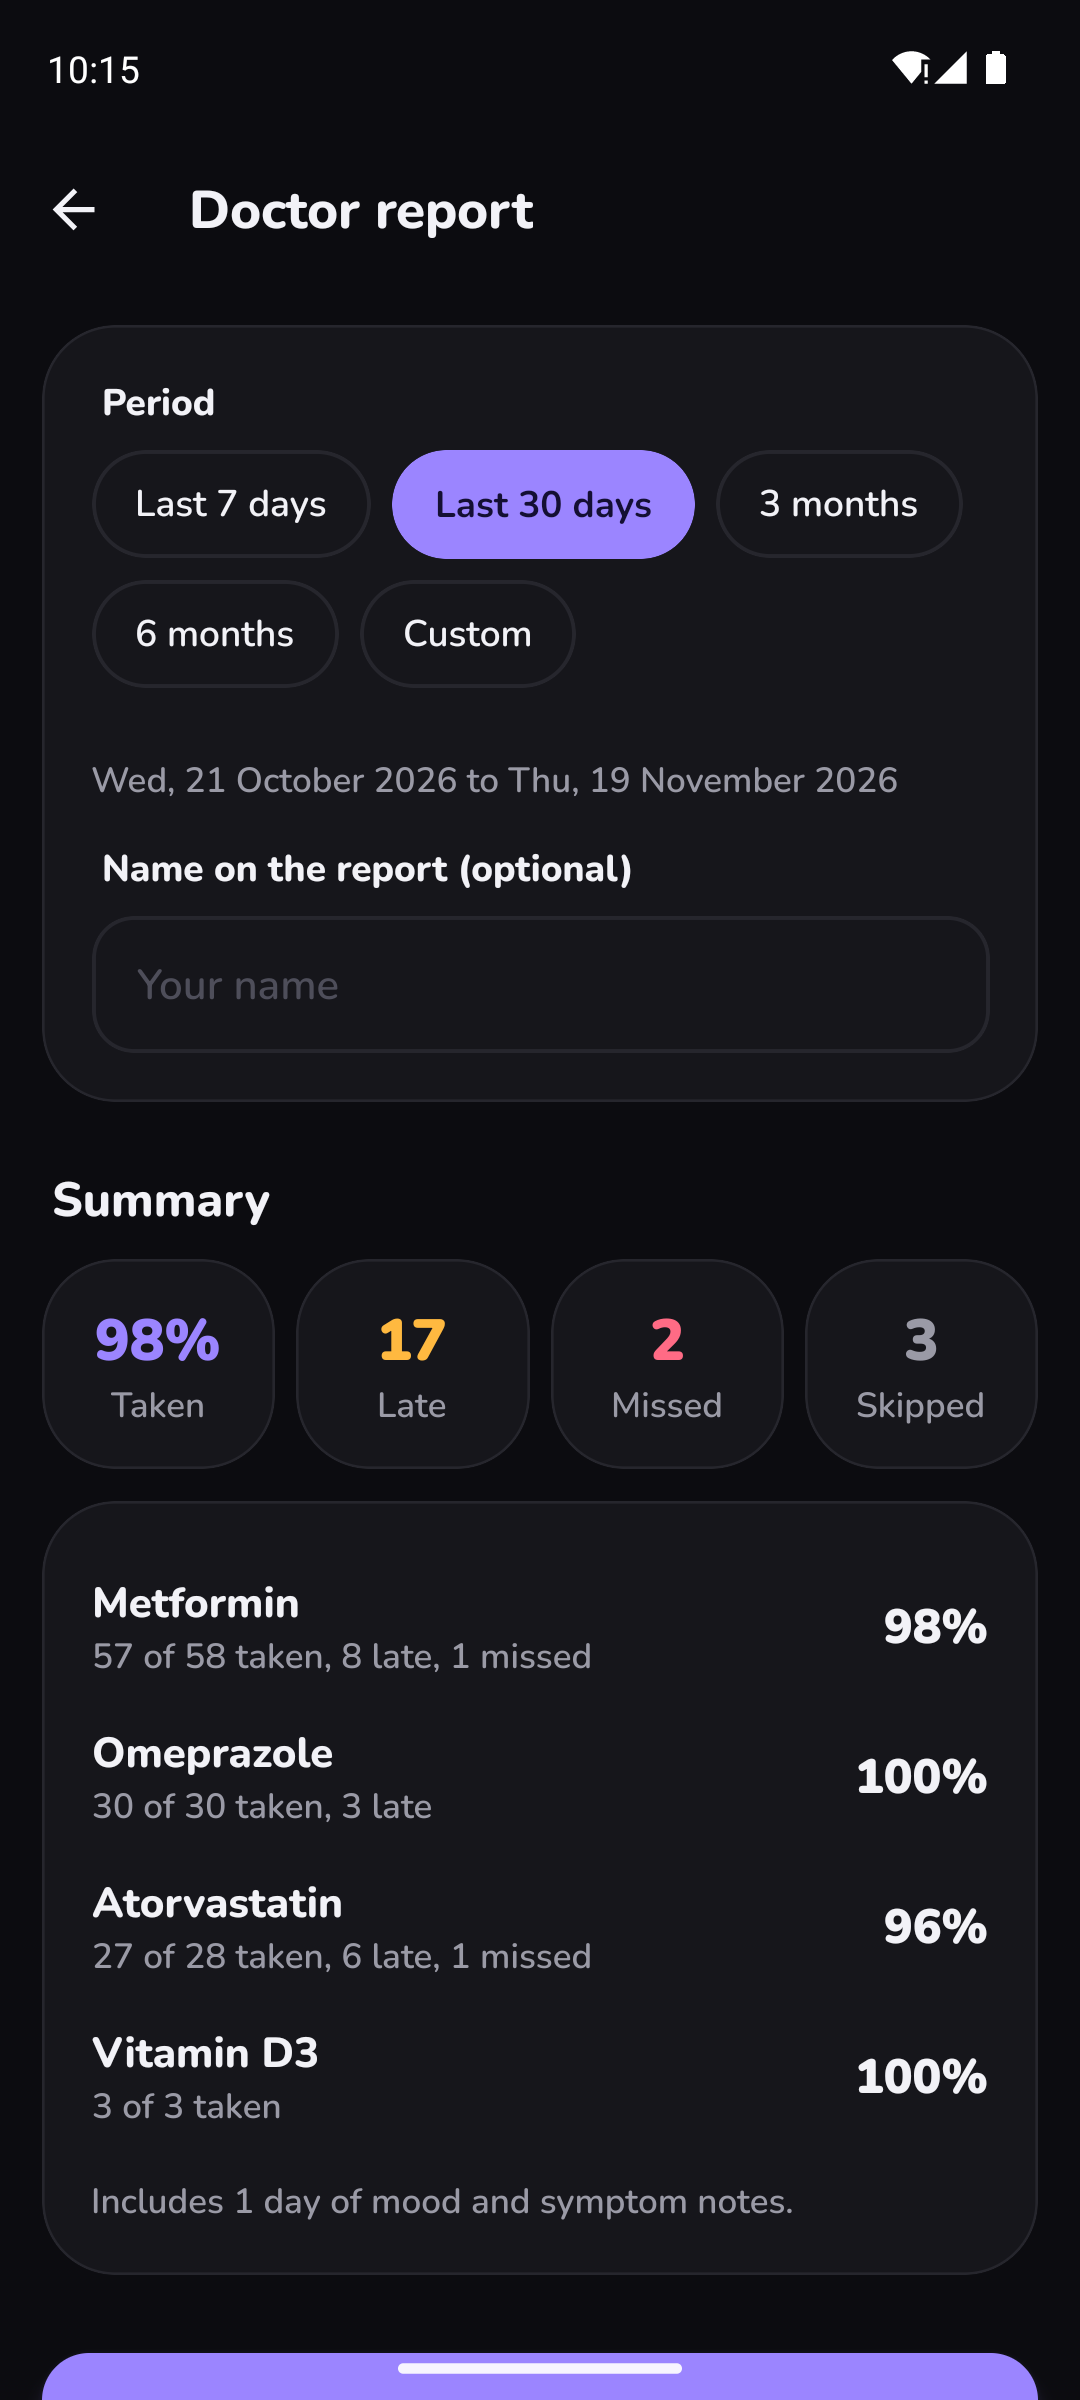 10:15
Doctor report
Period
Last 7 days
Last 30 days
3 months
6 months
Custom
Wed, 21 October 2026 to Thu, 19 November 2026
Name on the report (optional)
Your name
Summary
98%
Taken
17
Late
2
Missed
3
Skipped
Metformin
57 of 58 taken, 8 late, 1 missed
98%
Omeprazole
30 of 30 taken, 3 late
100%
Atorvastatin
27 of 28 taken, 6 late, 1 missed
96%
Vitamin D3
3 of 3 taken
100%
Includes 1 day of mood and symptom notes.